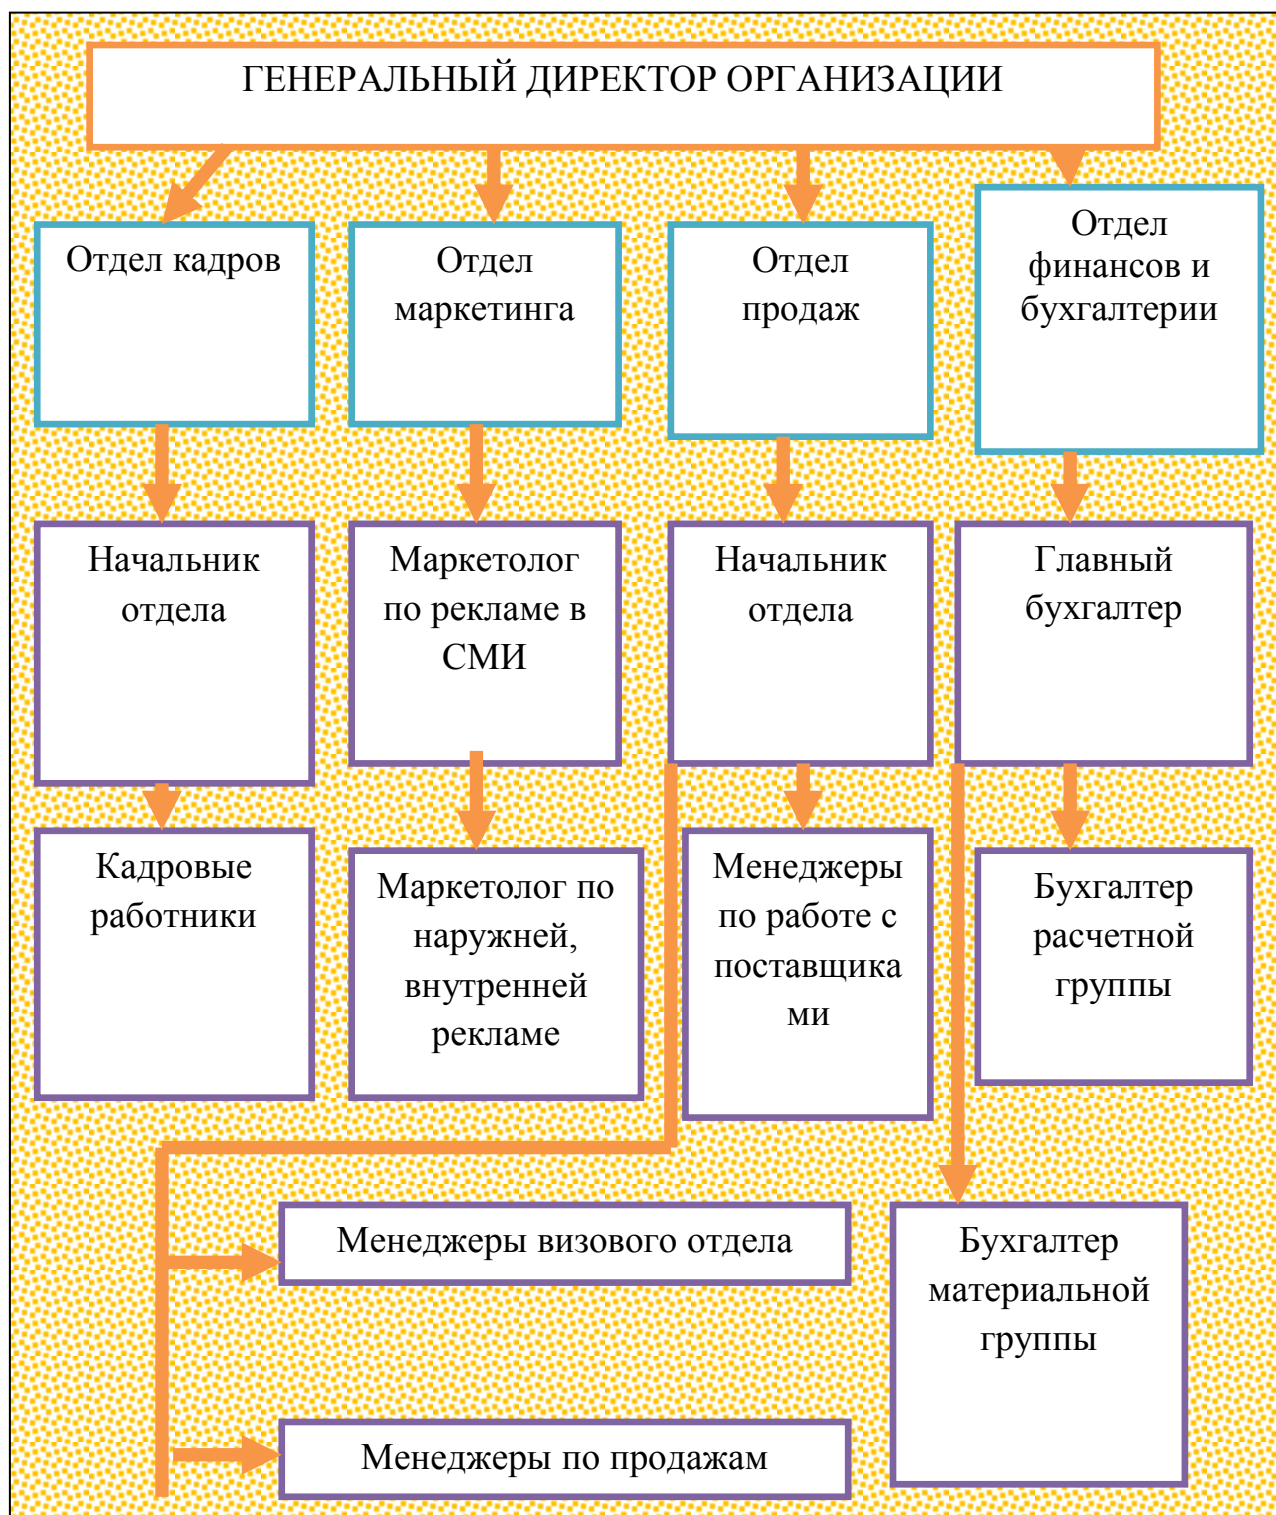 ГЕНЕРАЛЬНЫЙ ДИРЕКТОР ОРГАНИЗАЦИИ
Отдел кадров
Отдел
маркетинга
Отдел
продаж
Отдел
финансов и
бухгалтерии
Начальник
отдела
Маркетолог
по рекламе в
СМИ
Начальник
отдела
Главный
бухгалтер
Кадровые
работники
Маркетолог по
наружней,
внутренней
рекламе
Менеджеры
по работе с
поставщика
ми
Бухгалтер
расчетной
группы
Менеджеры визового отдела
Бухгалтер
материальной
группы
Менеджеры по продажам